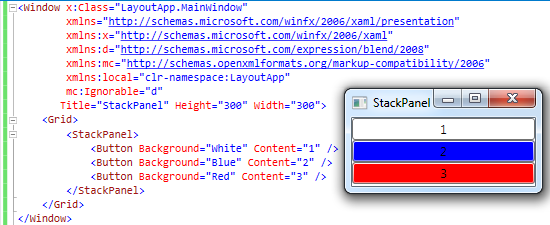 <Window x:Class="LayoutApp.MainWindow"
xmlns="http://schemas.microsoft.com/winfx/2006/xaml/presentation"
xmlns:x="http://schemas.microsoft.com/winfx/2006/xaml"
xmlns:d="http://schemas.microsoft.com/expression/blend/2008"
xmlns:mc="http://schemas.openxmlformats.org/markup-compatibility/2006"
xmlns:local="clr-namespace:LayoutApp"
mc:Ignorable="d"
Title="StackPanel" Height="300" Width="300">
<Grid>
<StackPanel>
<Button Background="White" Content="1" />
<Button Background="Blue" Content="2" />
<Button Background="Red" Content="3" />
</StackPanel>
</Grid>
</Window>
StackPanel
1
2
3